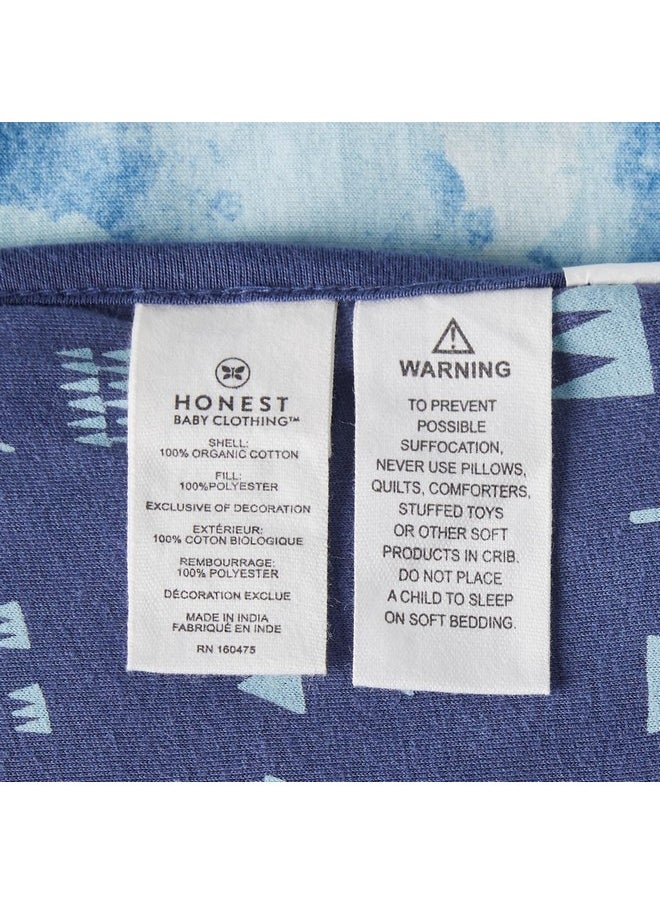 HONEST
BABY CLOTHING™
SHELL:
100% ORGANIC COTTON
FILL:
100%POLYESTER
EXCLUSIVE OF DECORATION
EXTÉRIEUR:
100% COTON BIOLOGIQUE
REMBOURRAGE:
100% POLYESTER
DÉCORATION EXCLUE
MADE IN INDIA
FABRIQUÉ EN INDE
RN 160475
WARNING
TO PREVENT
POSSIBLE
SUFFOCATION,
NEVER USE PILLOWS,
QUILTS, COMFORTERS,
STUFFED TOYS
OR OTHER SOFT
PRODUCTS IN CRIB.
DO NOT PLACE
A CHILD TO SLEEP
ON SOFT BEDDING.